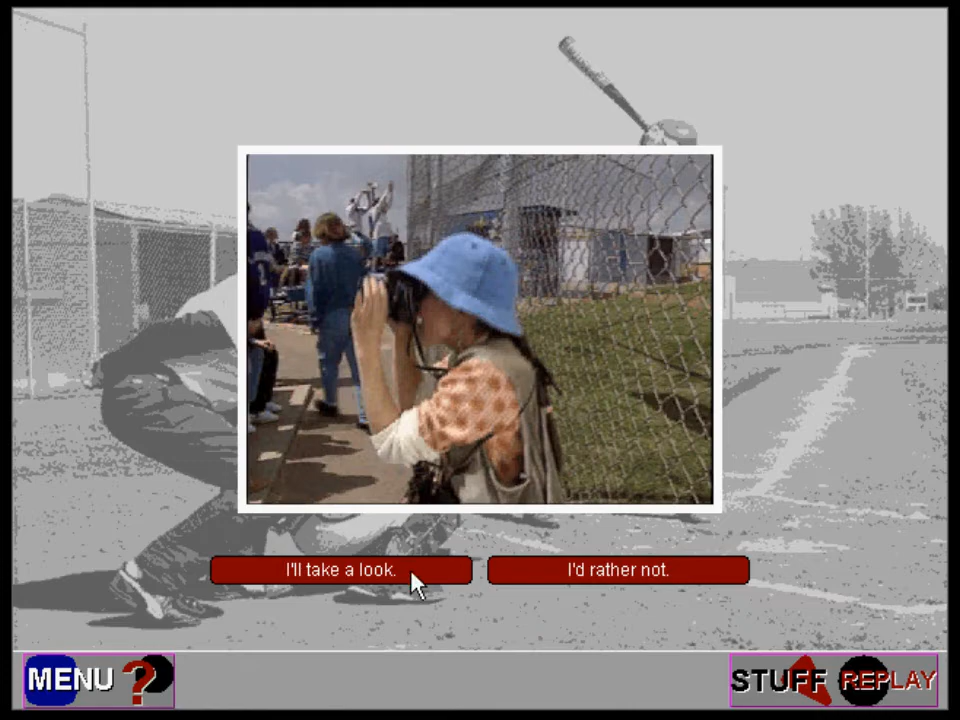 I'll take a look.
I'd rather not.
MENU ?
STUFF
REPLAY